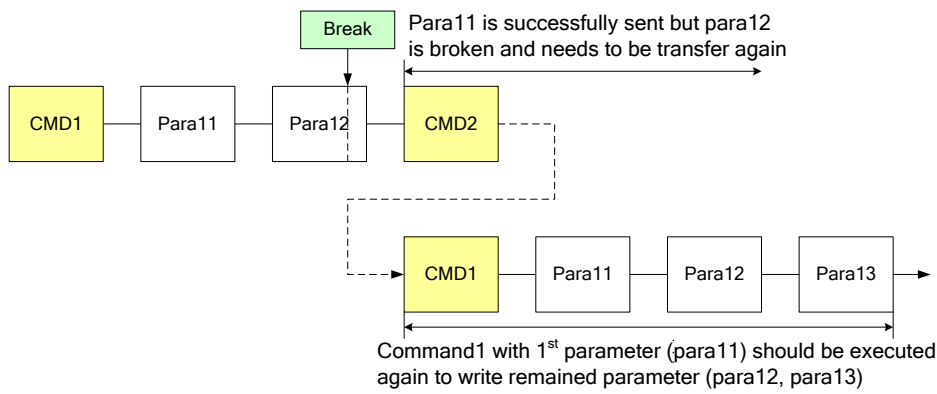 Break
Para11 is successfully sent but para12
is broken and needs to be transfer again
CMD1
Para11
Para12
CMD2
CMD1
Para11
Para12
Para13
Command1 with 1st parameter (para11) should be executed
again to write remained parameter (para12, para13)